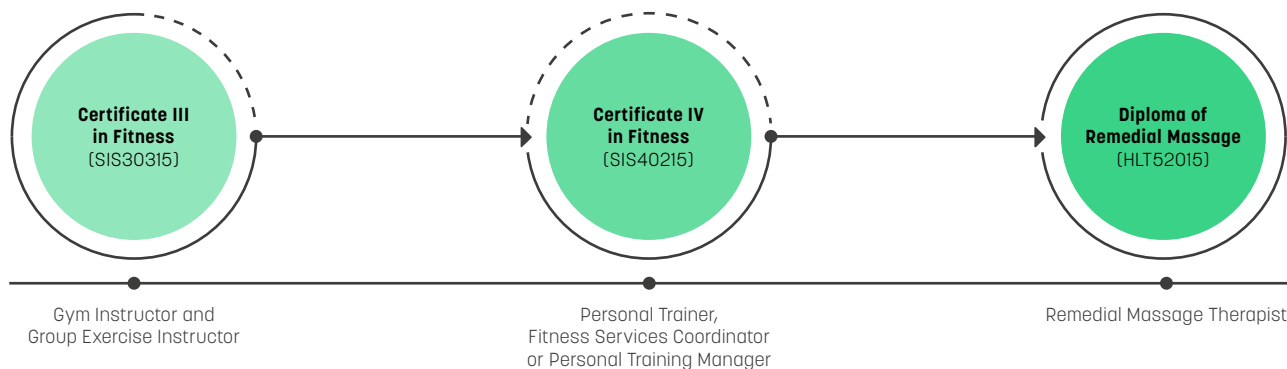 Certificate III
in Fitness
(SIS30315)
Certificate IV
in Fitness
(SIS40215)
Diploma of
Remedial Massage
(HLT52015)
Gym Instructor and
Group Exercise Instructor
Personal Trainer,
Fitness Services Coordinator
or Personal Training Manager
Remedial Massage Therapist